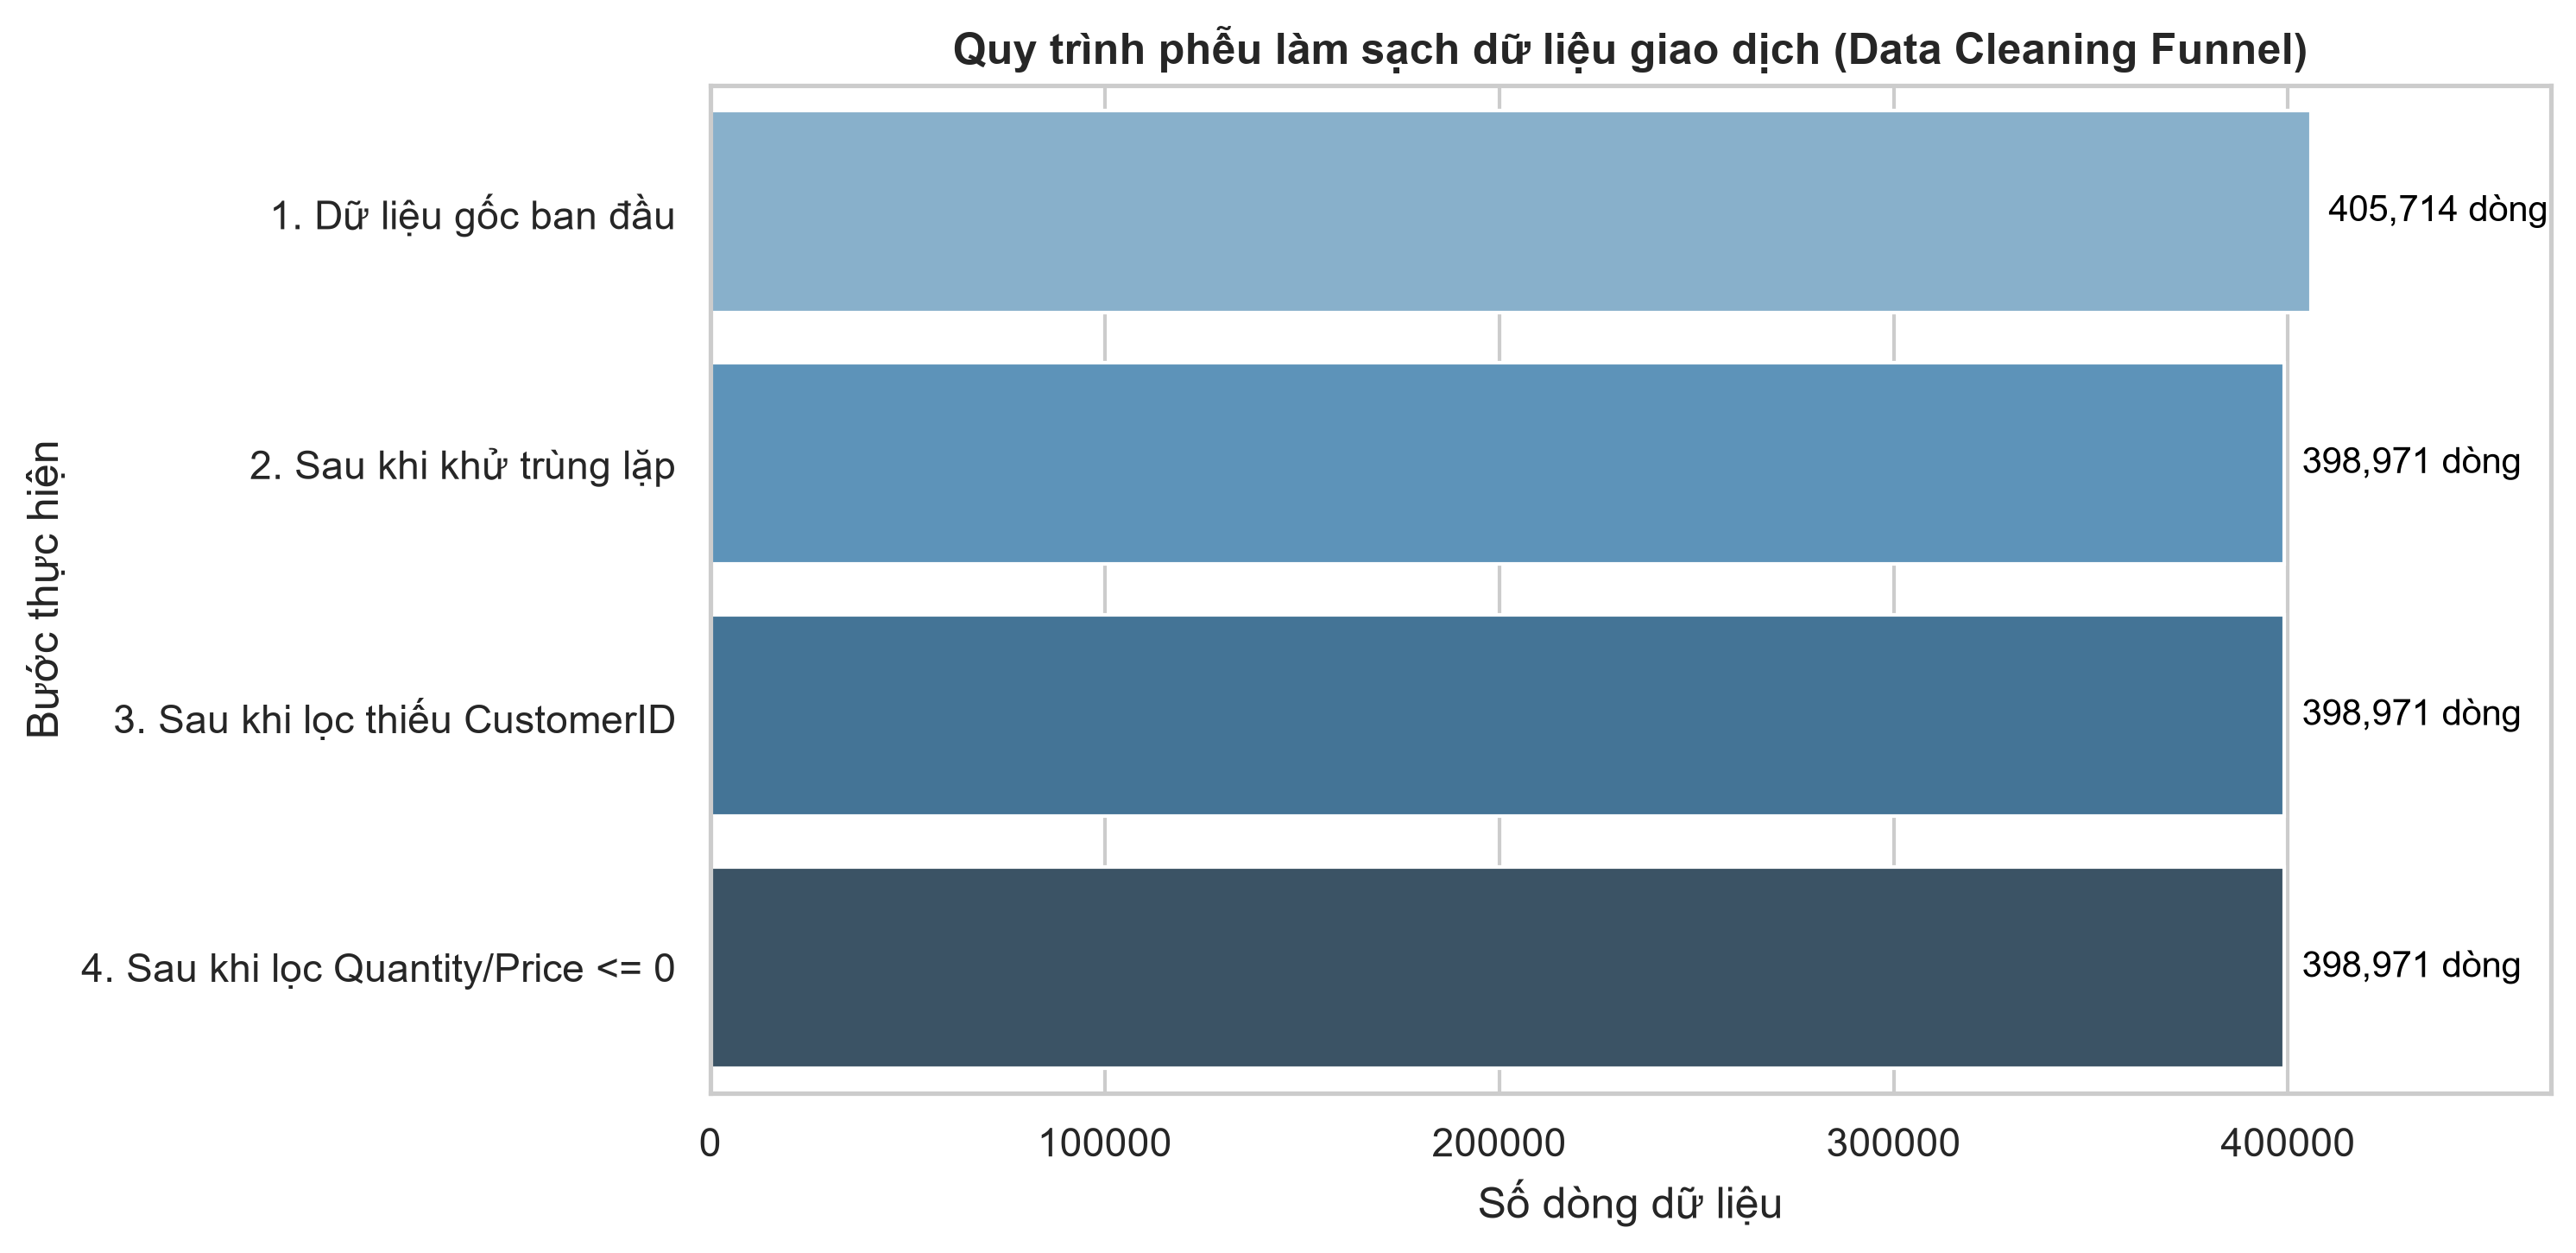 Quy trình phễu làm sạch dữ liệu giao dịch (Data Cleaning Funnel)
Bước thực hiện
1. Dữ liệu gốc ban đầu
405,714 dòng
2. Sau khi khử trùng lặp
398,971 dòng
3. Sau khi lọc thiếu CustomerID
398,971 dòng
4. Sau khi lọc Quantity/Price <= 0
398,971 dòng
0 100000 200000 300000 400000
Số dòng dữ liệu